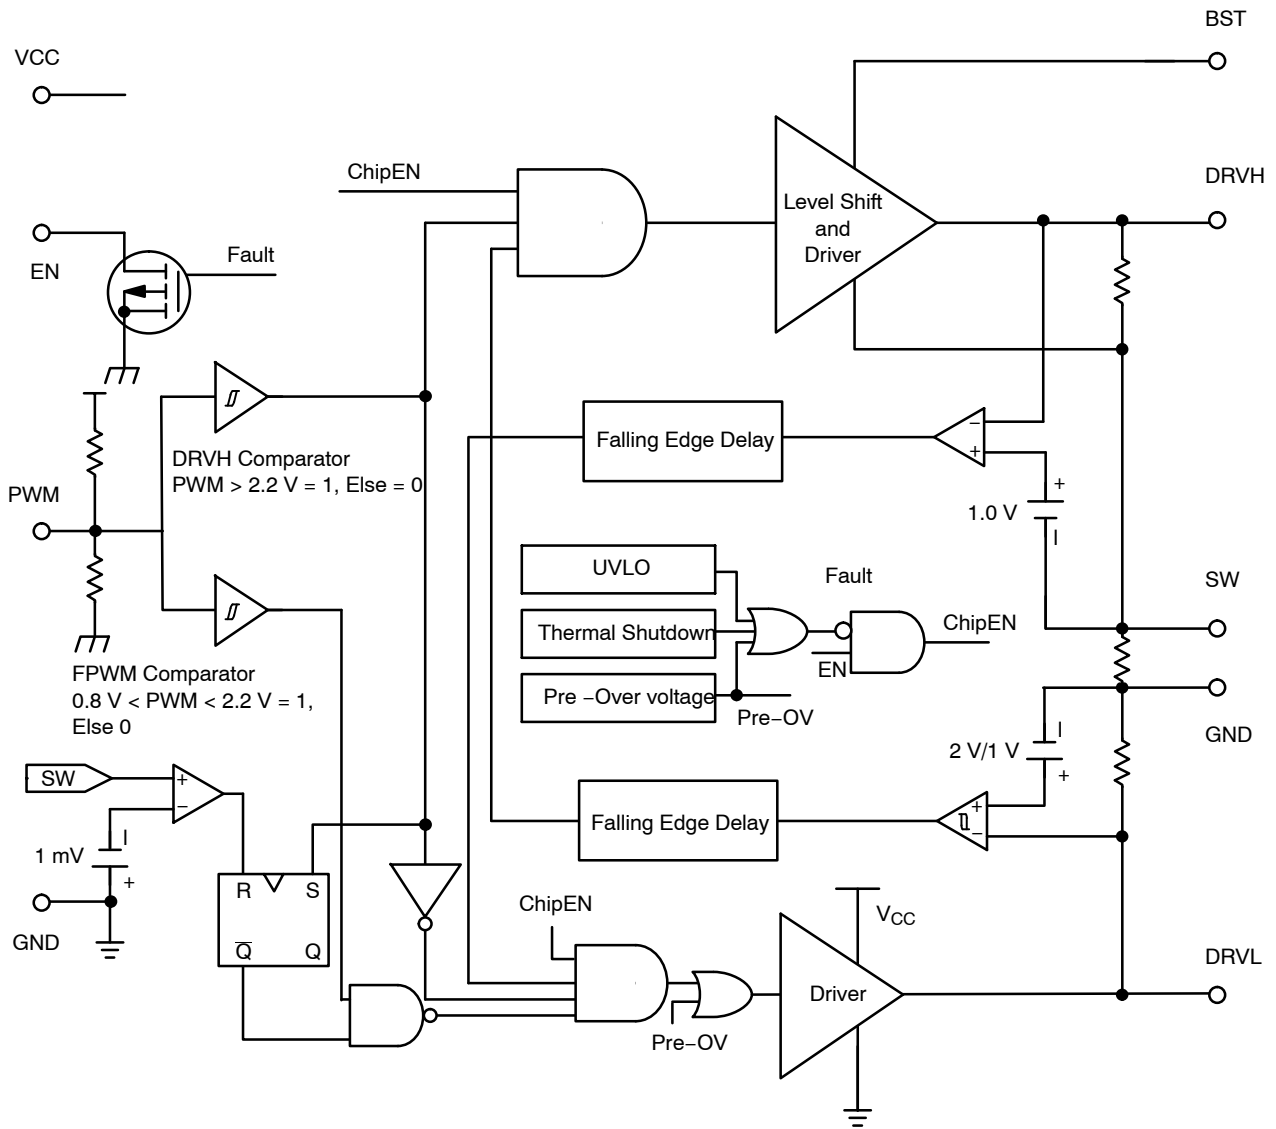 BST
VCC
ChipEN
DRVH
Level Shift
and
Driver
EN
Fault
DRVH Comparator
PWM > 2.2 V = 1, Else = 0
Falling Edge Delay
−
+
+
1.0 V
PWM
UVLO
Fault
SW
Thermal Shutdown
ChipEN
EN
Pre −Over voltage
Pre−OV
FPWM Comparator
0.8 V < PWM < 2.2 V = 1,
Else 0
GND
2 V/1 V
+
SW
+
−
Falling Edge Delay
+
−
1 mV
+
R
S
Q̅
Q
GND
ChipEN
VCC
DRVL
Driver
Pre−OV